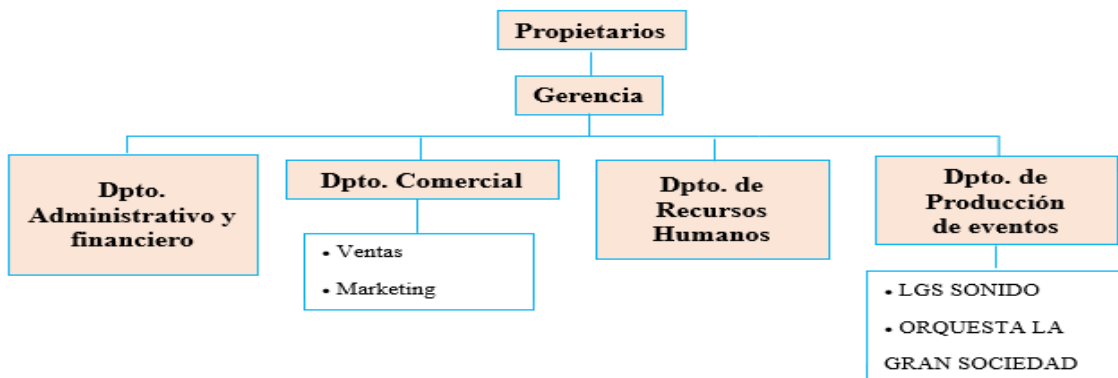 Propietarios
Gerencia
Dpto.
Administrativo y
financiero
Dpto. Comercial
• Ventas
• Marketing
Dpto. de
Recursos
Humanos
Dpto. de
Producción
de eventos
• LGS SONIDO
• ORQUESTA LA
GRAN SOCIEDAD